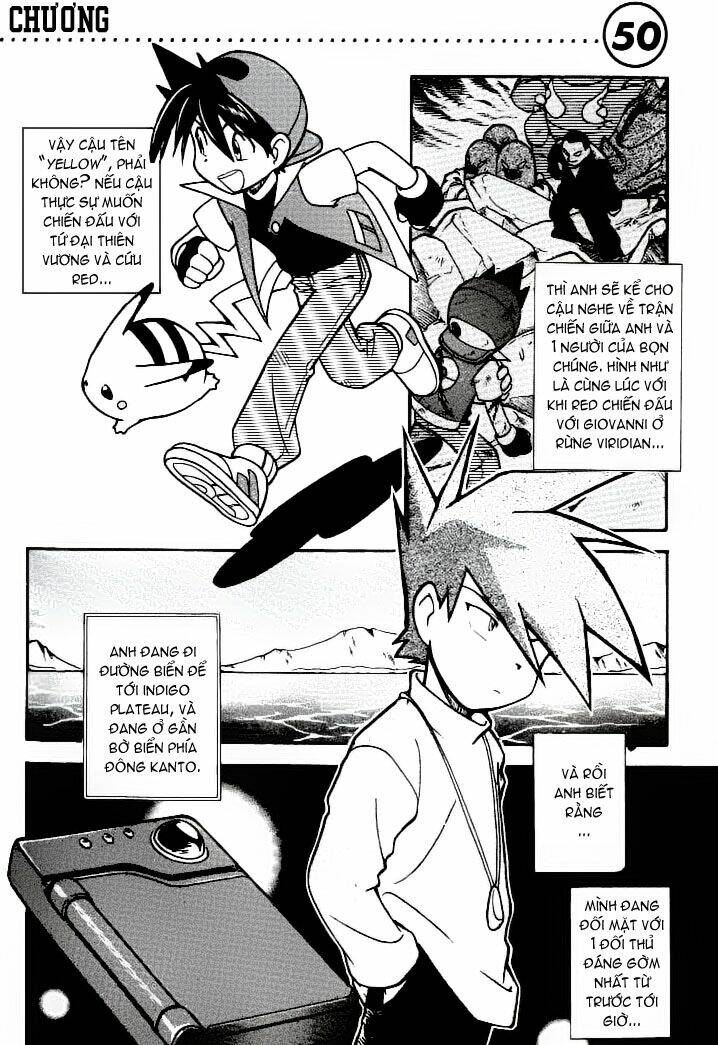 CHƯƠNG
50
VẬY CẬU TÊN
"YELLOW", PHẢI
KHÔNG? NẾU CẬU
THỰC SỰ MUỐN
CHIẾN ĐẤU VỚI
TỨ ĐẠI THIÊN
VƯƠNG VÀ CỨU
RED...
THÌ ANH SẼ KỂ CHO
CẬU NGHE VỀ TRẬN
CHIẾN GIỮA ANH VÀ
1 NGƯỜI CỦA BỌN
CHÚNG. HÌNH NHƯ
LÀ CÙNG LÚC VỚI
KHI RED CHIẾN ĐẤU
VỚI GIOVANNI Ở
RỪNG VIRIDIAN...
ANH ĐANG ĐI
ĐƯỜNG BIỂN ĐỂ
TỚI INDIGO
PLATEAU, VÀ
ĐANG Ở GẦN
BỜ BIỂN PHÍA
ĐÔNG KANTO.
VÀ RỒI
ANH BIẾT
RẰNG
...
MÌNH ĐANG
ĐỐI MẶT VỚI
1 ĐỐI THỦ
ĐÁNG GỜM
NHẤT TỪ
TRƯỚC TỚI
GIỜ...